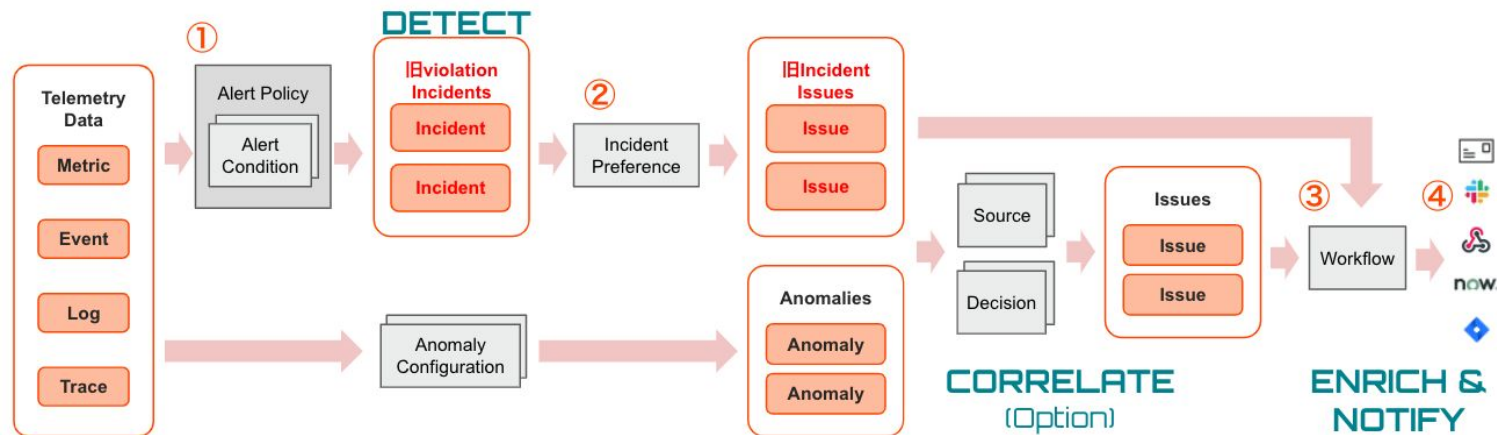 DETECT
①
Telemetry
Data
Metric
Event
Log
Trace
Alert Policy
Alert
Condition
旧violation
Incidents
Incident
Incident
②
Incident
Preference
旧Incident
Issues
Issue
Issue
Anomaly
Configuration
Anomalies
Anomaly
Anomaly
Source
Decision
CORRELATE
(Option)
Issues
Issue
Issue
③
Workflow
④
now.
ENRICH &
NOTIFY